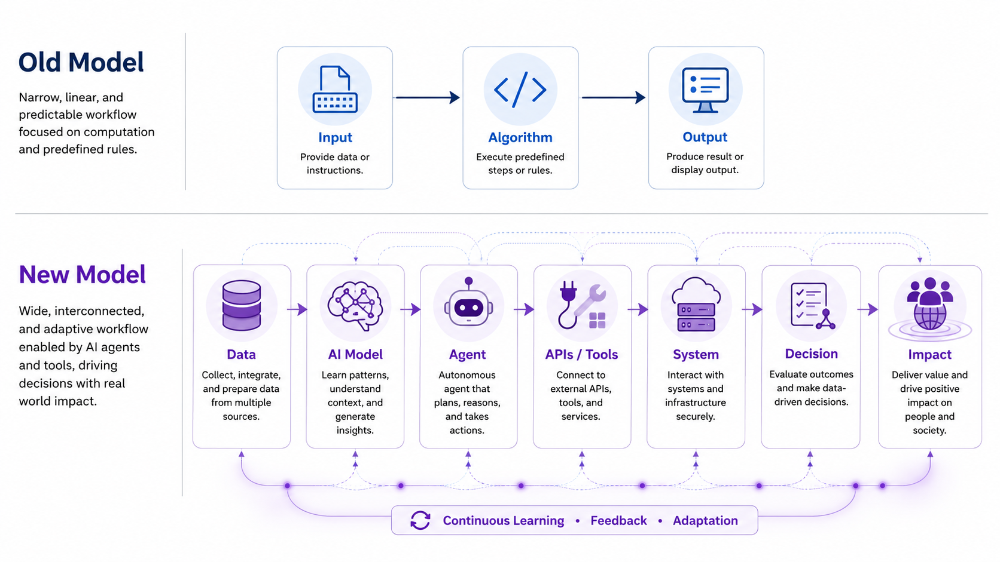 Old Model
Narrow, linear, and
predictable workflow
focused on computation
and predefined rules.
Input
Provide data or
instructions.
Algorithm
Execute predefined
steps or rules.
Output
Produce result or
display output.
New Model
Wide, interconnected,
and adaptive workflow
enabled by AI agents
and tools, driving
decisions with real
world impact.
Data
Collect, integrate,
and prepare data
from multiple
sources.
AI Model
Learn patterns,
understand
context, and
generate
insights.
Agent
Autonomous
agent that
plans, reasons,
and takes
actions.
APIs / Tools
Connect to
external APIs,
tools, and
services.
System
Interact with
systems and
infrastructure
securely.
Decision
Evaluate outcomes
and make data-
driven decisions.
Impact
Deliver value and
drive positive
impact on
people and
society.
Continuous Learning • Feedback • Adaptation